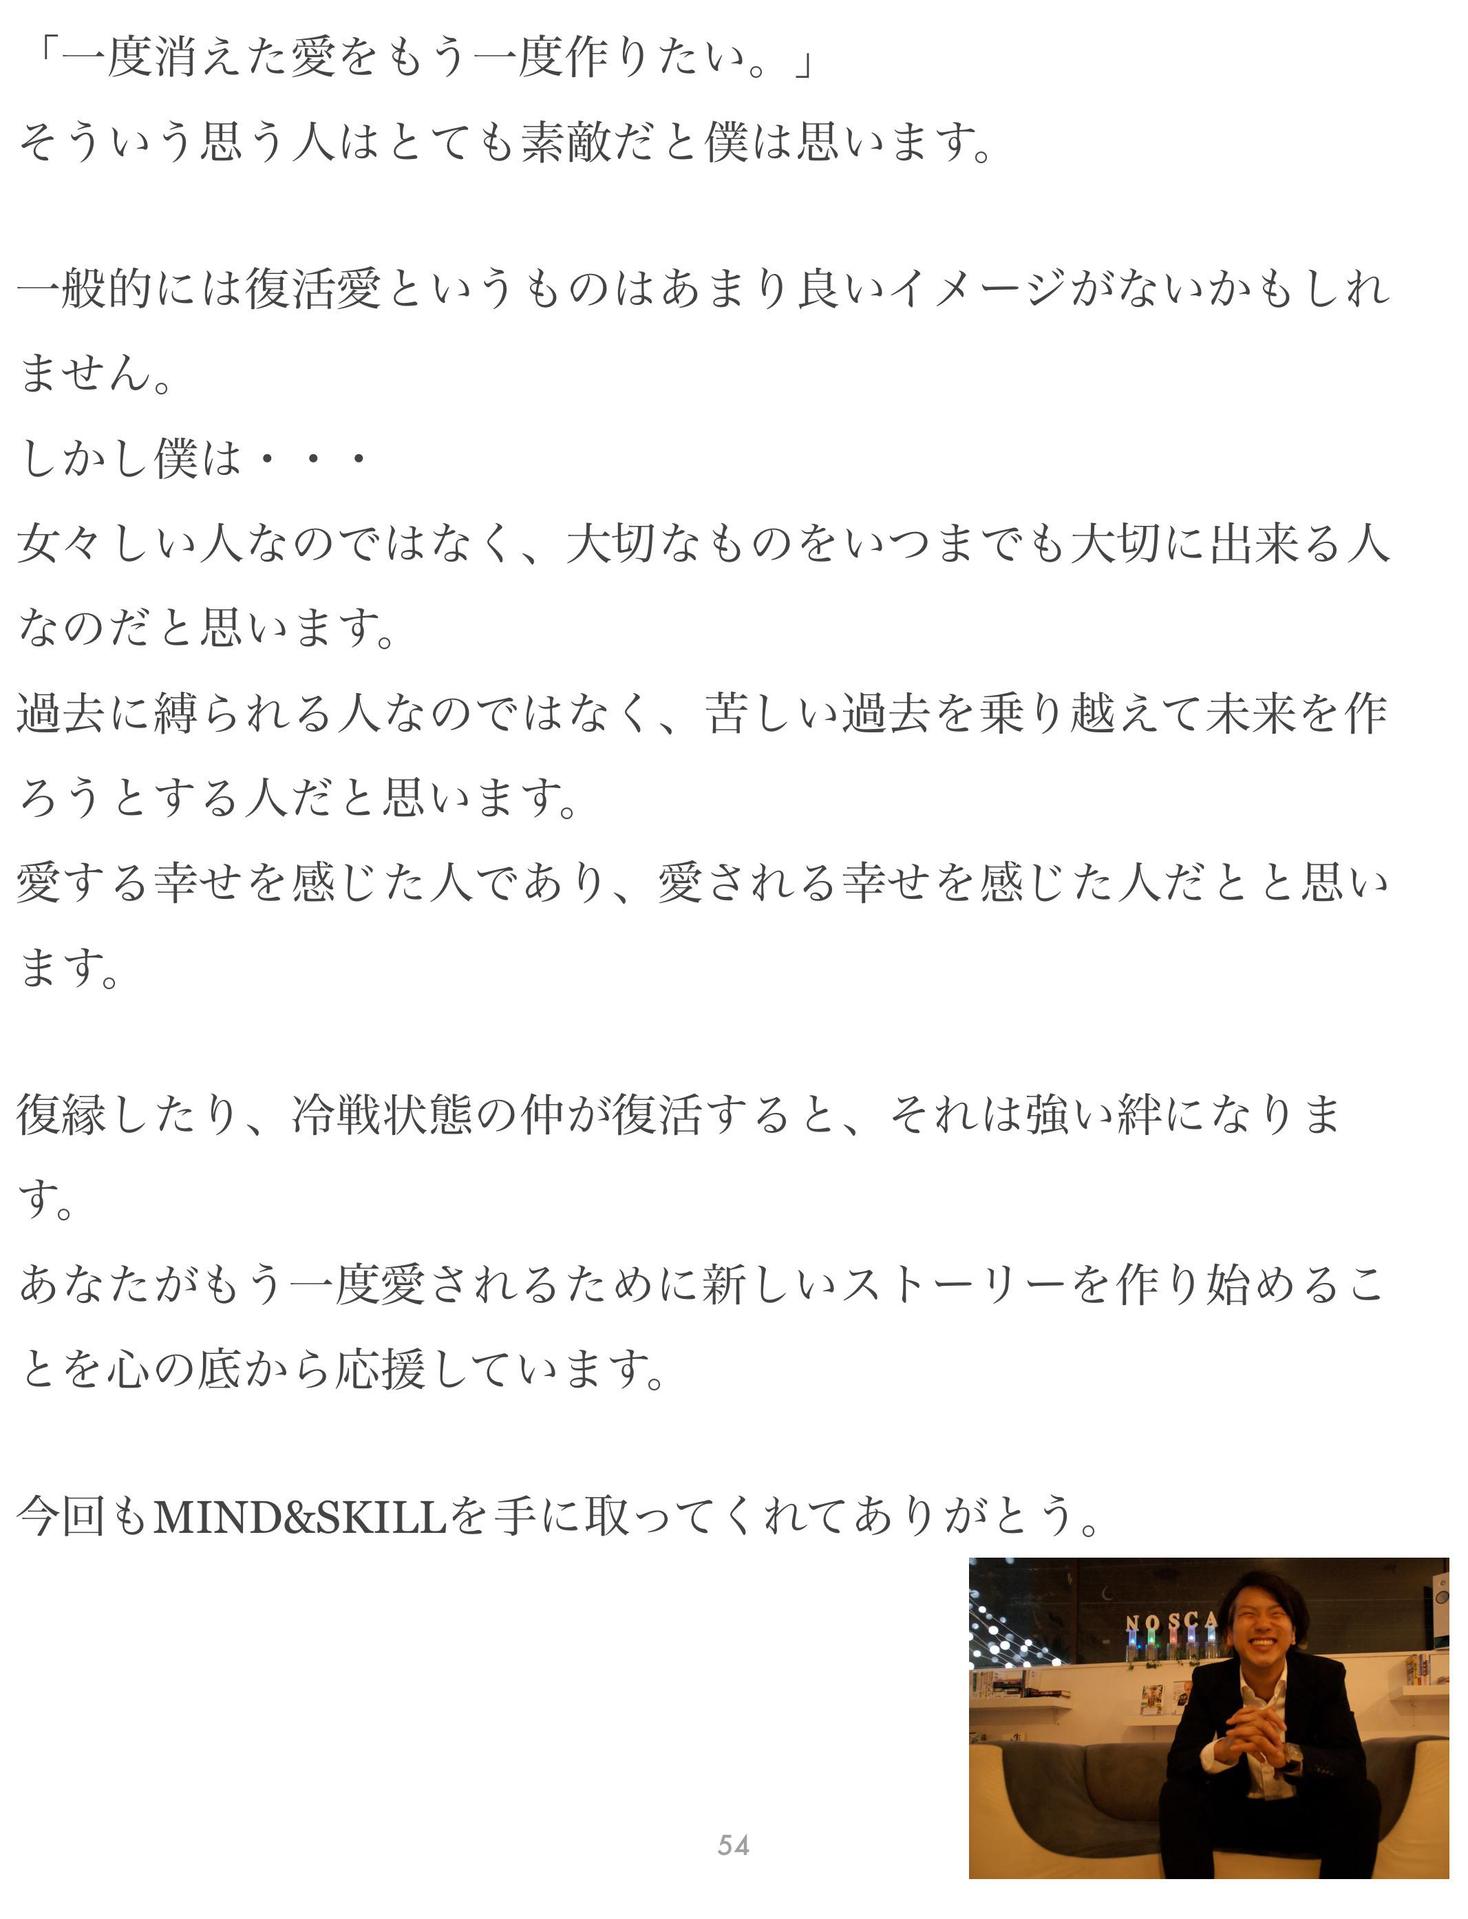 「一度消えた愛をもう一度作りたい。」
そういう思う人はとても素敵だと僕は思います。
一般的には復活愛というものはあまり良いイメージがないかもしれ
ません。
しかし僕は・・・
女々しい人なのではなく、大切なものをいつまでも大切に出来る人
なのだと思います。
過去に縛られる人なのではなく、苦しい過去を乗り越えて未来を作
ろうとする人だと思います。
愛する幸せを感じた人であり、愛される幸せを感じた人だとと思い
ます。
復縁したり、冷戦状態の仲が復活すると、それは強い絆になりま
す。
あなたがもう一度愛されるために新しいストーリーを作り始めるこ
とを心の底から応援しています。
今回もMIND&SKILLを手に取ってくれてありがとう。
NOSCA
54